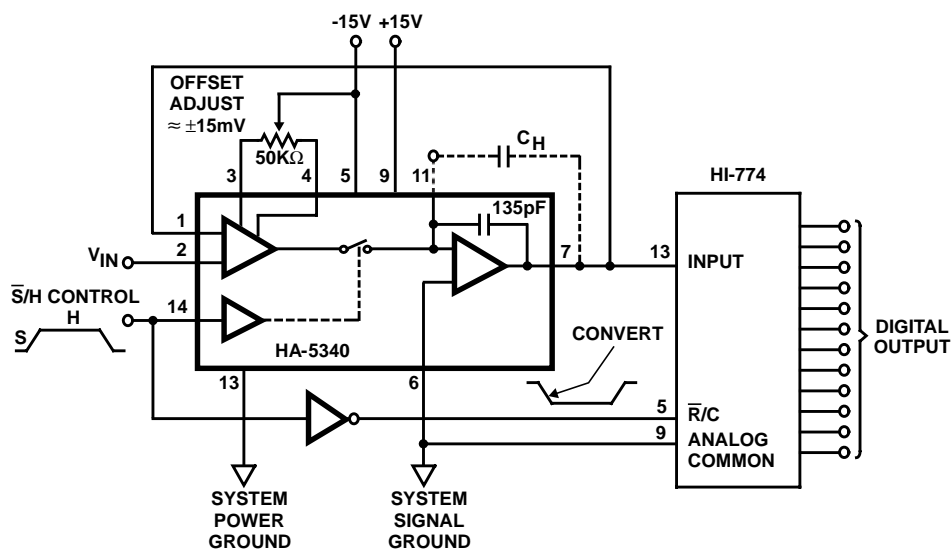 -15V +15V
OFFSET
ADJUST
≈ ±15mV
50KΩ
CH
3 4 5 9 11
HI-774
135pF
1
2
VIN
7
13 INPUT
S̅/H CONTROL
H
S
14
HA-5340
CONVERT
DIGITAL
OUTPUT
13
6
5 R̅/C
9 ANALOG
COMMON
SYSTEM
POWER
GROUND
SYSTEM
SIGNAL
GROUND